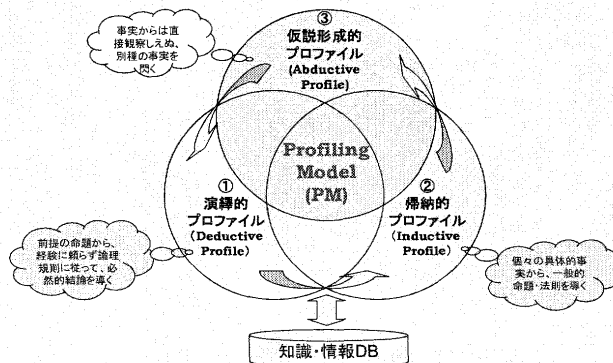 ③
仮説形成的
プロファイル
(Abductive
Profile)
事実からは直
接観察しえぬ、
別種の事実を
閃く
Profiling
Model
(PM)
①
演繹的
プロファイル
(Deductive
Profile)
②
帰納的
プロファイル
(Inductive
Profile)
前提の命題から、
経験に頼らず論理
規則に従って、必
然的結論を導く
個々の具体的事
実から、一般的
命題・法則を導く
知識・情報DB